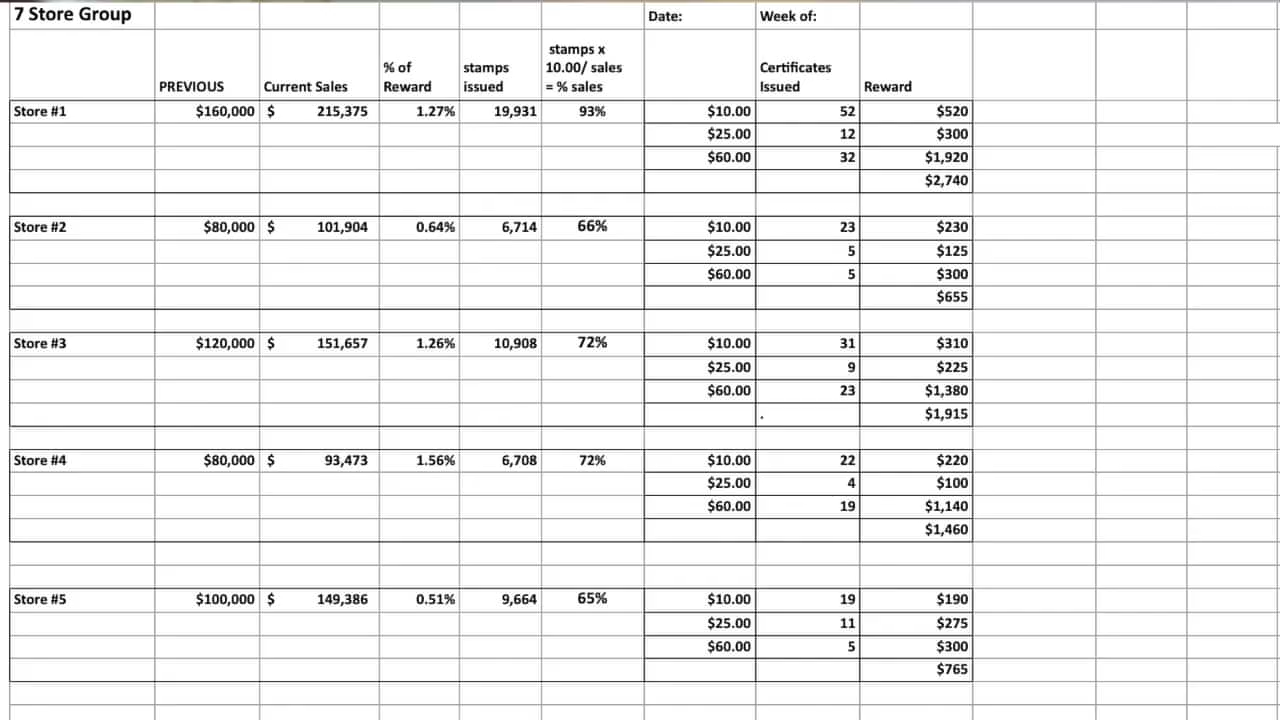 7 Store Group Date: Week of:
stamps x
% of stamps 10.00/ sales Certificates
PREVIOUS Current Sales Reward issued = % sales Issued Reward
Store #1 $160,000 $ 215,375 1.27% 19,931 93% $10.00 52 $520
$25.00 12 $300
$60.00 32 $1,920
$2,740
Store #2 $80,000 $ 101,904 0.64% 6,714 66% $10.00 23 $230
$25.00 5 $125
$60.00 5 $300
$655
Store #3 $120,000 $ 151,657 1.26% 10,908 72% $10.00 31 $310
$25.00 9 $225
$60.00 23 $1,380
. $1,915
Store #4 $80,000 $ 93,473 1.56% 6,708 72% $10.00 22 $220
$25.00 4 $100
$60.00 19 $1,140
$1,460
Store #5 $100,000 $ 149,386 0.51% 9,664 65% $10.00 19 $190
$25.00 11 $275
$60.00 5 $300
$765